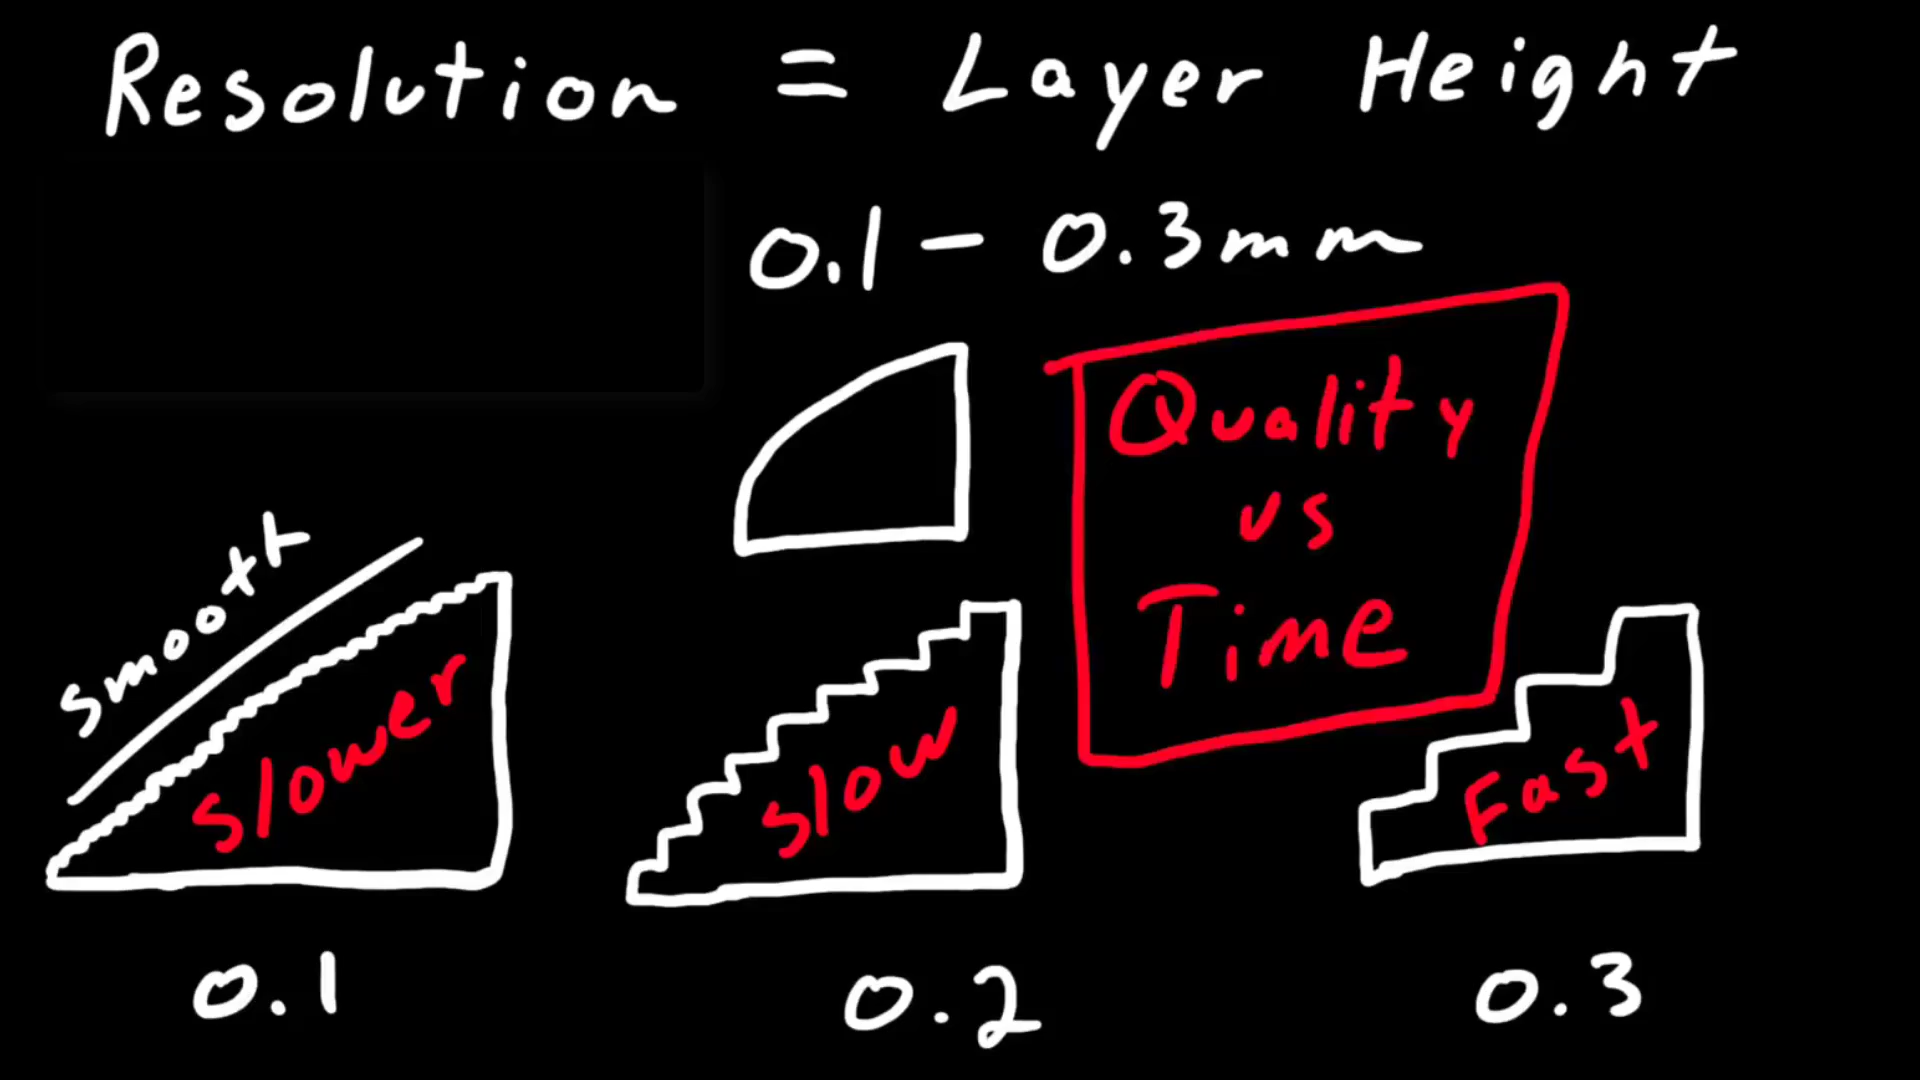 Resolution = Layer Height
0.1 - 0.3mm
Quality
vs
Time
smooth
Slower
Slow
Fast
0.1
0.2
0.3